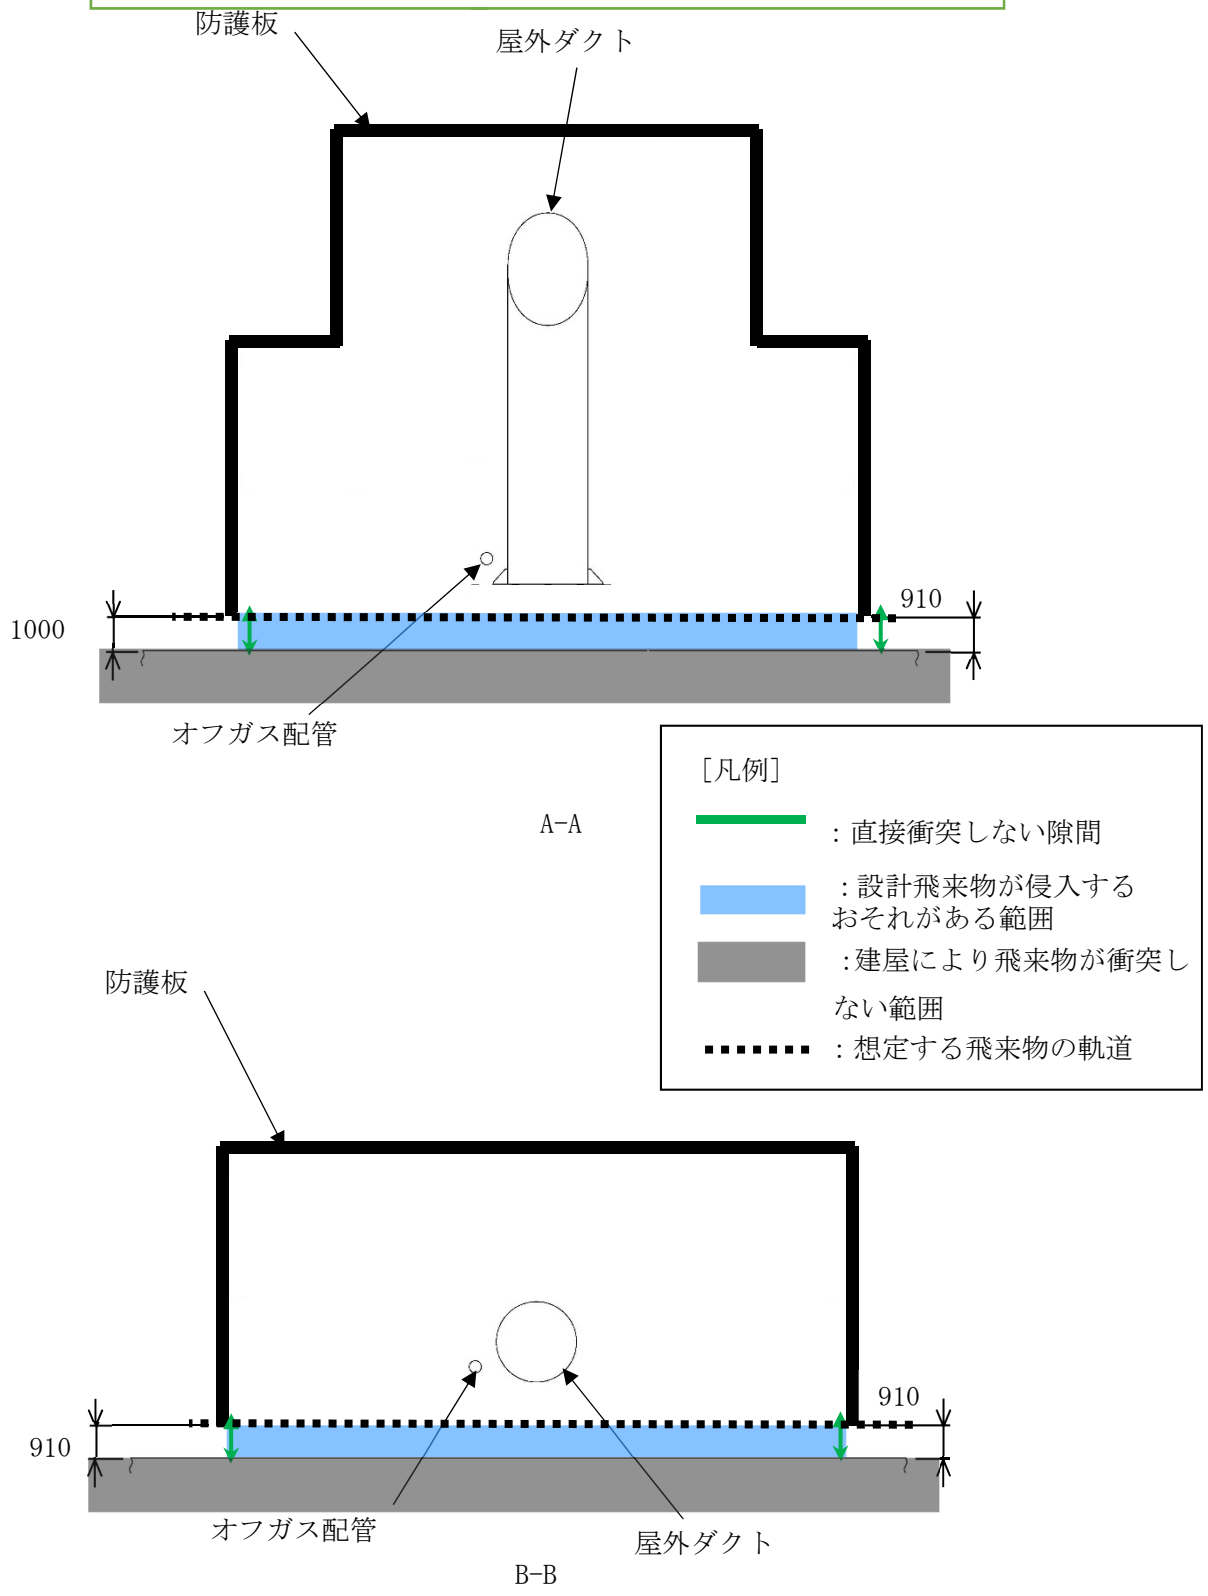 防護板
屋外ダクト
910
1000
オフガス配管
[凡例]
A-A
：直接衝突しない隙間
：設計飛来物が侵入する
おそれがある範囲
：建屋により飛来物が衝突し
ない範囲
：想定する飛来物の軌道
防護板
910
910
オフガス配管
屋外ダクト
B-B